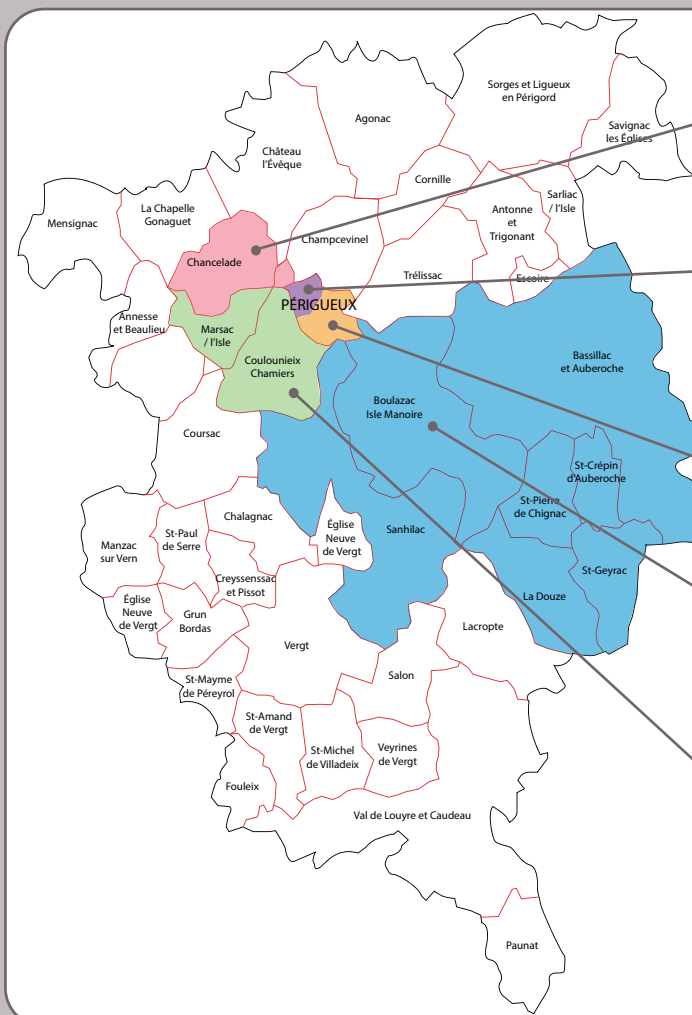 Sorges et Ligueux
en Périgord
Agonac
Savignac
les Églises
Château
l'Évêque
Cornille
Mensignac
La Chapelle
Gonaguet
Sarliac
/ l'Isle
Antonne
et
Trigonant
Champcevinel
Chancelade
Trélissac
Escoire
PÉRIGUEUX
Annesse
et Beaulieu
Marsac
/ l'Isle
Coulounieix
Chamiers
Bassillac
et Auberoche
Boulazac
Isle Manoire
Coursac
St-Crépin
d'Auberoche
St-Pierre
de Chignac
Chalagnac
Église
Neuve
de Vergt
Sanhilac
St-Paul
de Serre
Manzac
sur Vern
Creyssenssac
et Pissot
St-Geyrac
La Douze
Église
Neuve
de Vergt
Grun
Bordas
Lacropte
Vergt
Salon
St-Mayme
de Péreyrol
St-Amand
de Vergt
St-Michel
de Villadeix
Veyrines
de Vergt
Fouleix
Val de Louyre et Caudeau
Paunat